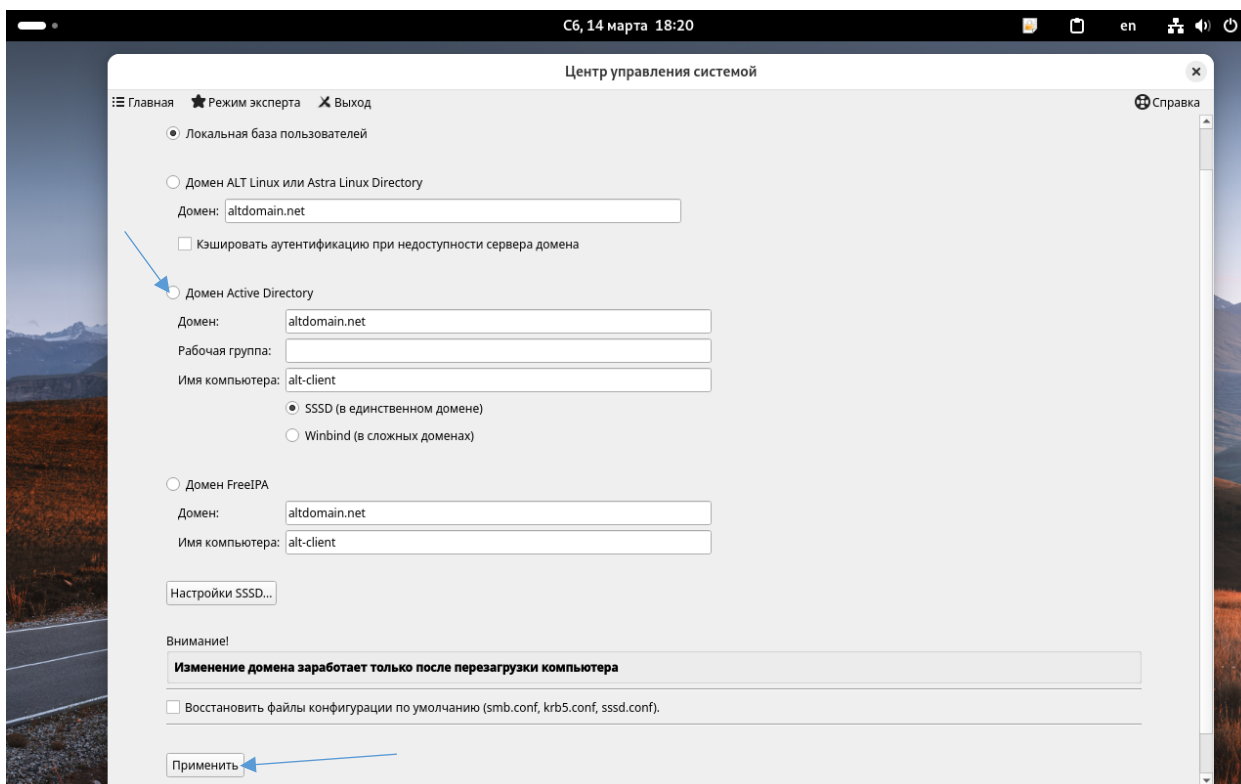 Сб, 14 марта 18:20
en
Центр управления системой
Главная Режим эксперта Выход Справка
Локальная база пользователей
Домен ALT Linux или Astra Linux Directory
Домен: altdomain.net
Кэшировать аутентификацию при недоступности сервера домена
Домен Active Directory
Домен: altdomain.net
Рабочая группа:
Имя компьютера: alt-client
SSSD (в единственном домене)
Winbind (в сложных доменах)
Домен FreeIPA
Домен: altdomain.net
Имя компьютера: alt-client
Настройки SSSD...
Внимание!
Изменение домена заработает только после перезагрузки компьютера
Восстановить файлы конфигурации по умолчанию (smb.conf, krb5.conf, sssd.conf).
Применить